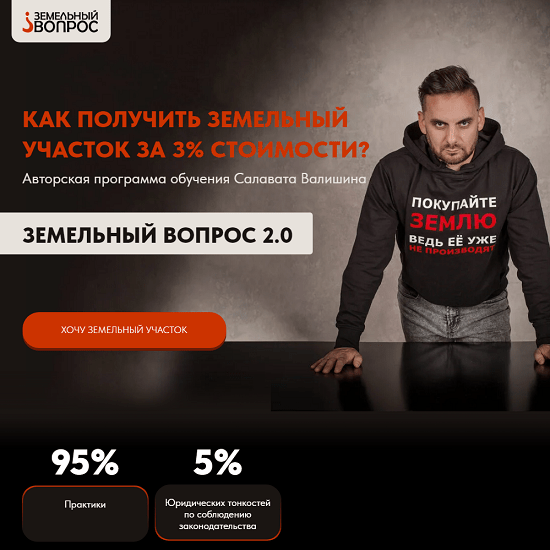 ЗЕМЕЛЬНЫЙ
ВОПРОС
КАК ПОЛУЧИТЬ ЗЕМЕЛЬНЫЙ
УЧАСТОК ЗА 3% СТОИМОСТИ?
Авторская программа обучения Салавата Валишина
ЗЕМЕЛЬНЫЙ ВОПРОС 2.0
ПОКУПАЙТЕ
ЗЕМЛЮ
ВЕДЬ ЕЁ УЖЕ
НЕ ПРОИЗВОДЯТ
ХОЧУ ЗЕМЕЛЬНЫЙ УЧАСТОК
95%
5%
Практики
Юридических тонкостей
по соблюдению
законодательства